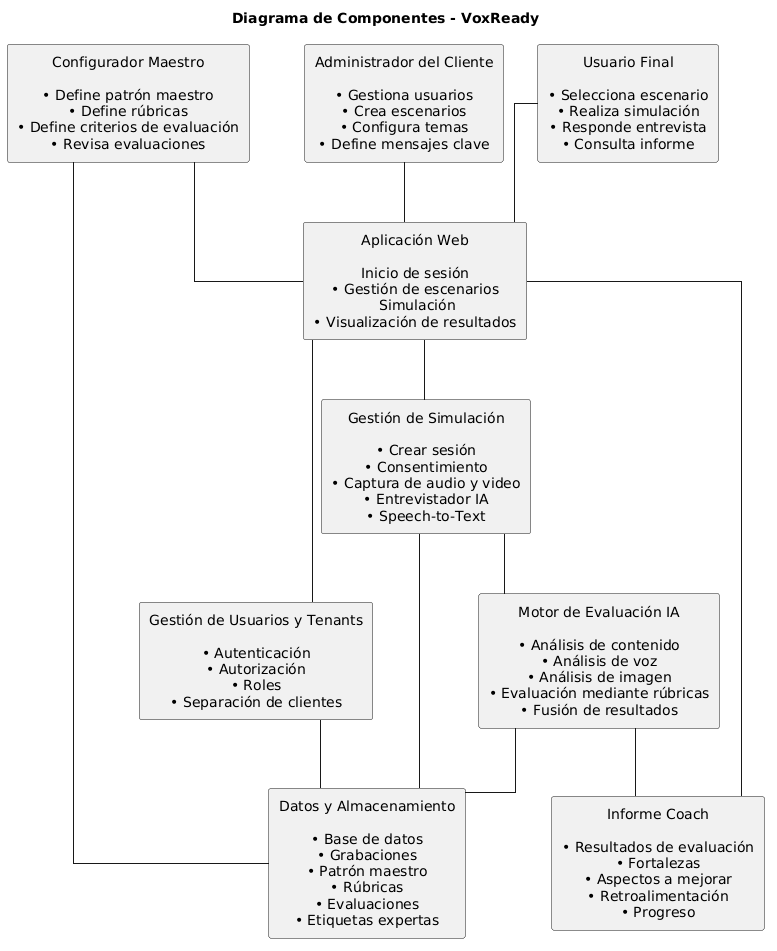 Diagrama de Componentes - VoxReady
Configurador Maestro
• Define patrón maestro
• Define rúbricas
• Define criterios de evaluación
• Revisa evaluaciones
Administrador del Cliente
• Gestiona usuarios
• Crea escenarios
• Configura temas
• Define mensajes clave
Usuario Final
• Selecciona escenario
• Realiza simulación
• Responde entrevista
• Consulta informe
Aplicación Web
Inicio de sesión
• Gestión de escenarios
Simulación
• Visualización de resultados
Gestión de Simulación
• Crear sesión
• Consentimiento
• Captura de audio y video
• Entrevistador IA
• Speech-to-Text
Gestión de Usuarios y Tenants
• Autenticación
• Autorización
• Roles
• Separación de clientes
Motor de Evaluación IA
• Análisis de contenido
• Análisis de voz
• Análisis de imagen
• Evaluación mediante rúbricas
• Fusión de resultados
Datos y Almacenamiento
• Base de datos
• Grabaciones
• Patrón maestro
• Rúbricas
• Evaluaciones
• Etiquetas expertas
Informe Coach
• Resultados de evaluación
• Fortalezas
• Aspectos a mejorar
• Retroalimentación
• Progreso